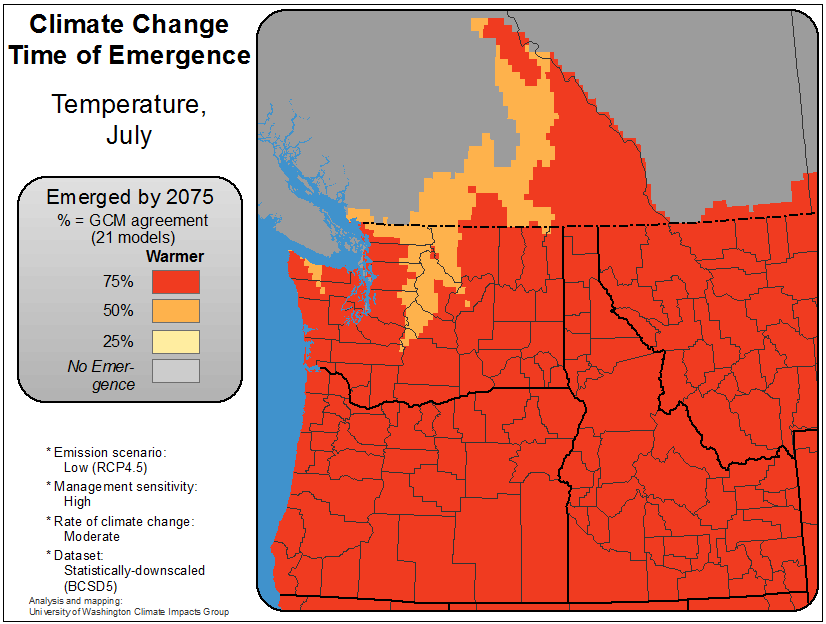 Climate Change
Time of Emergence
Temperature,
July
Emerged by 2075
% = GCM agreement
(21 models)
Warmer
75%
50%
25%
No Emer-
gence
* Emission scenario:
Low (RCP4.5)
* Management sensitivity:
High
* Rate of climate change:
Moderate
* Dataset:
Statistically-downscaled
(BCSD5)
Analysis and mapping:
University of Washington Climate Impacts Group